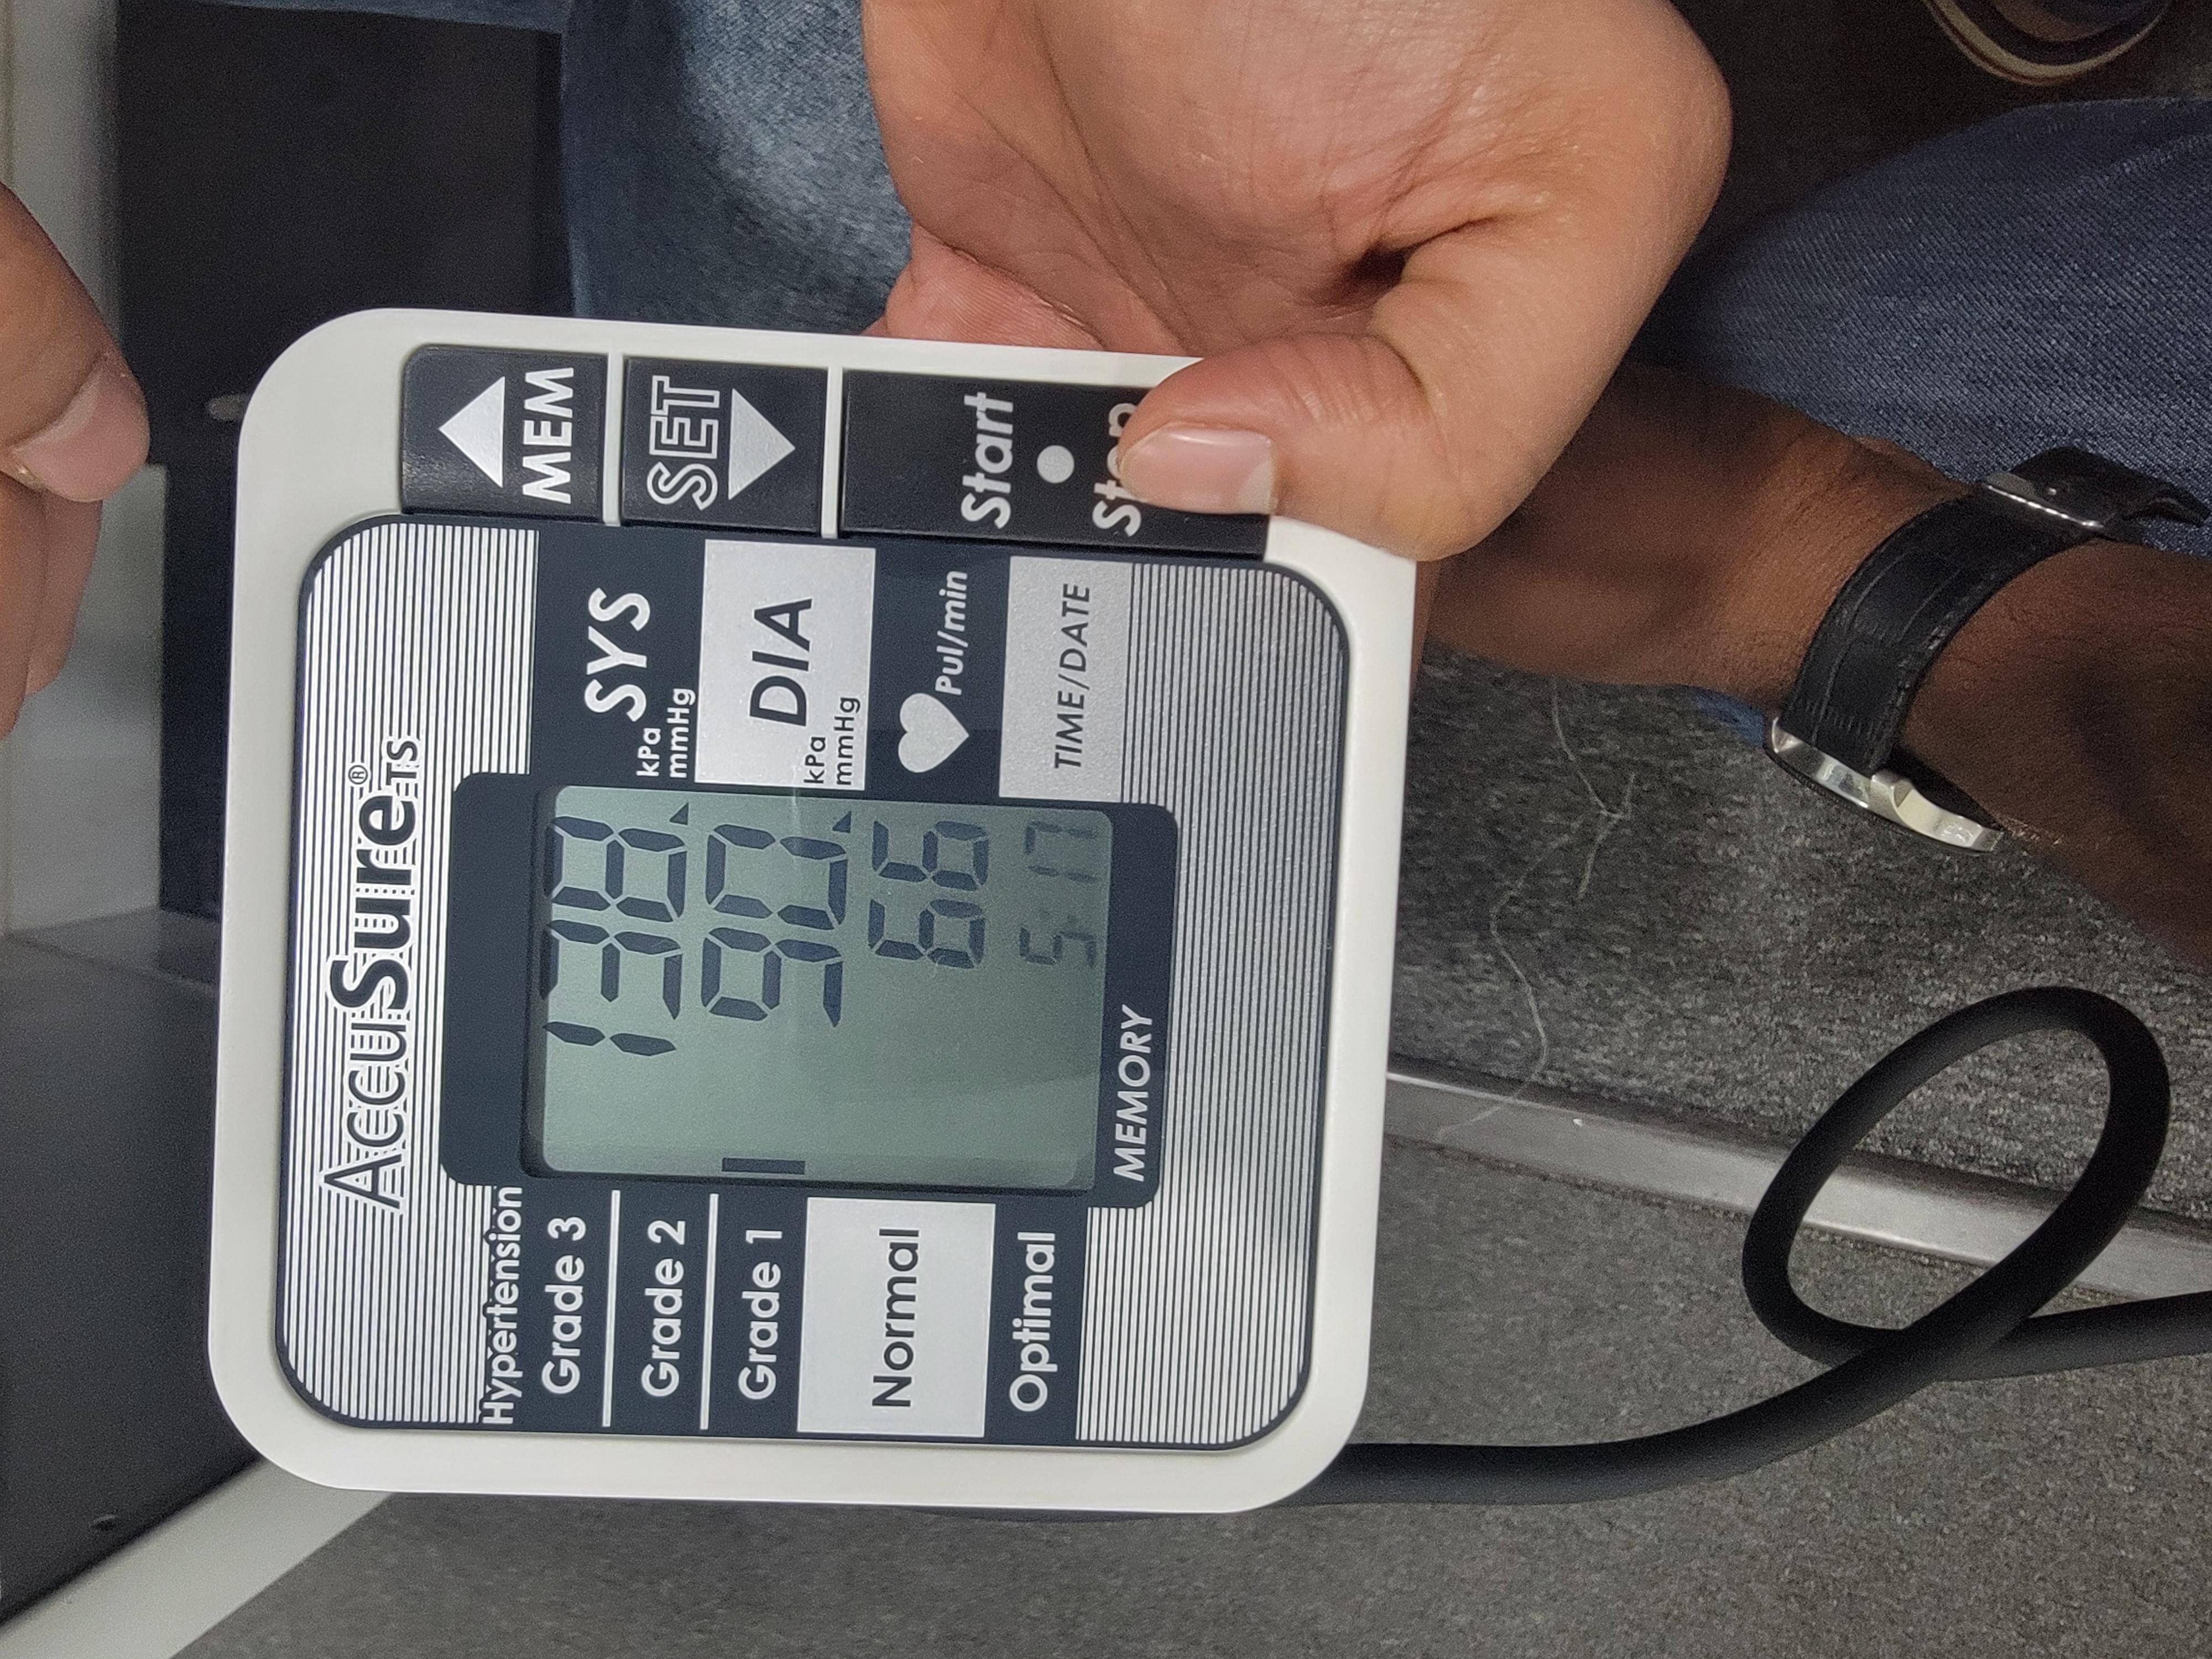 AccuSure® TS
Hypertension
Grade 3
Grade 2
Grade 1
Normal
Optimal
138
90
66
5:17
MEMORY
SYS
kPa
mmHg
DIA
kPa
mmHg
Pul/min
TIME/DATE
MEM
SET
Start
Stop